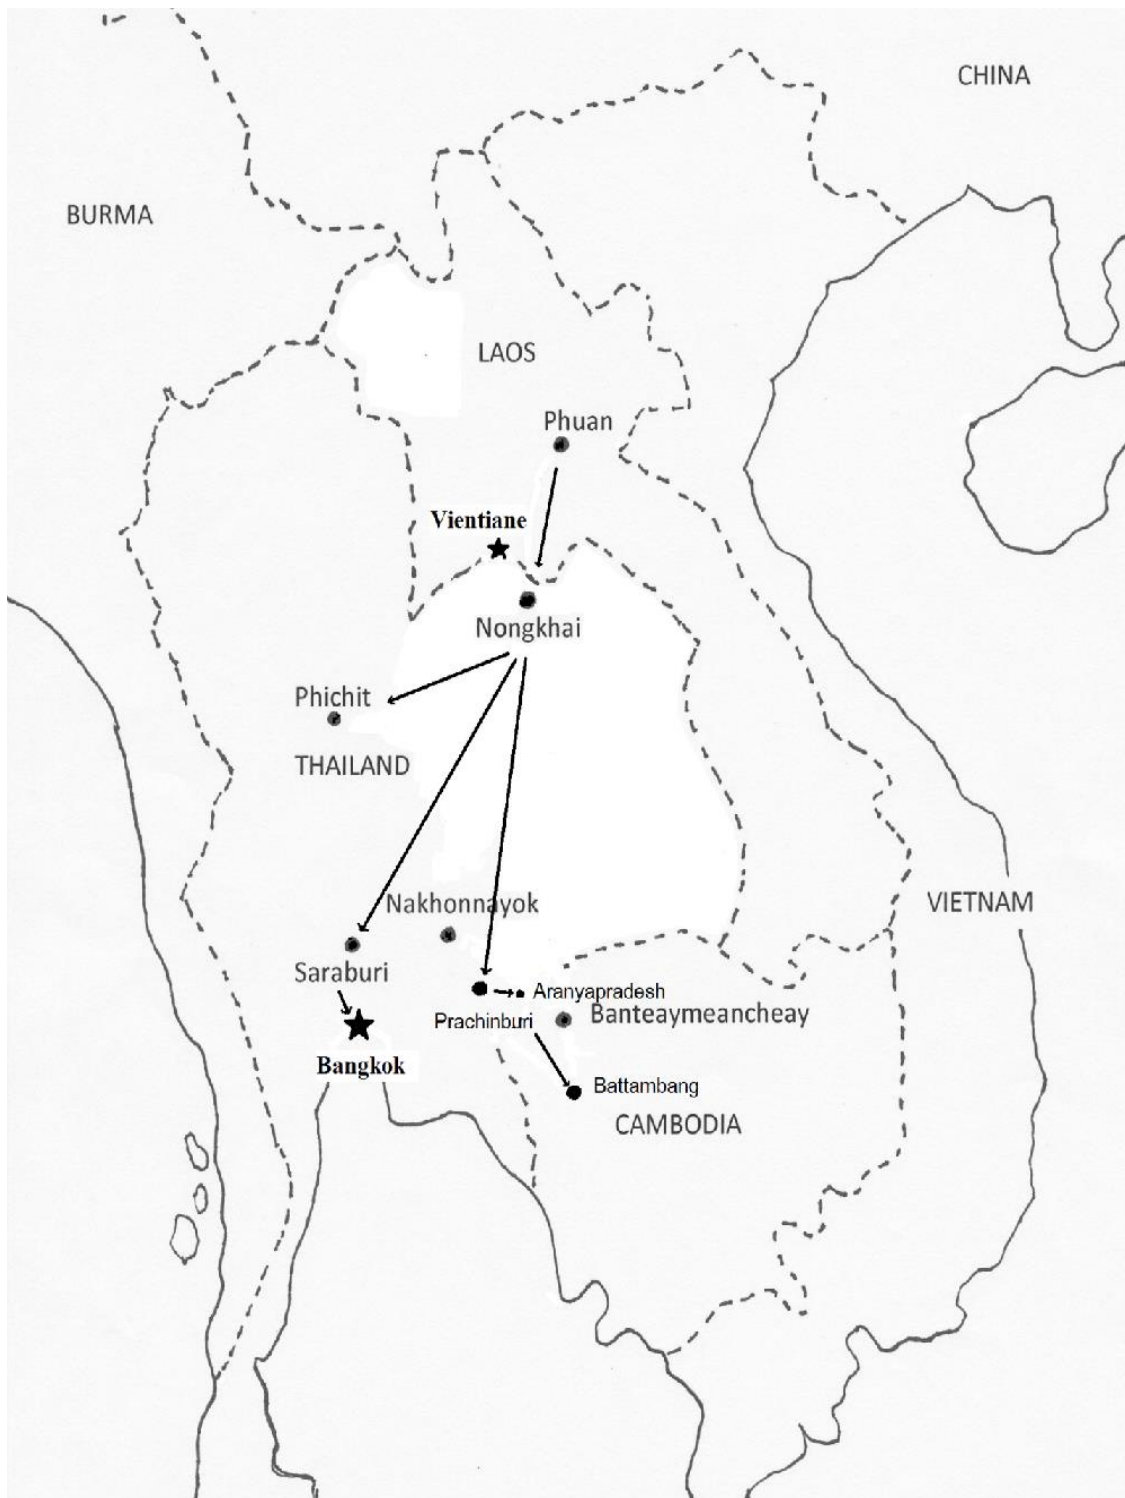 CHINA
BURMA
LAOS
Phuan
Vientiane
Nongkhai
Phichit
THAILAND
Nakhonnayok
VIETNAM
Saraburi
Aranyapradesh
Prachinburi
Banteaymeancheay
Bangkok
Battambang
CAMBODIA